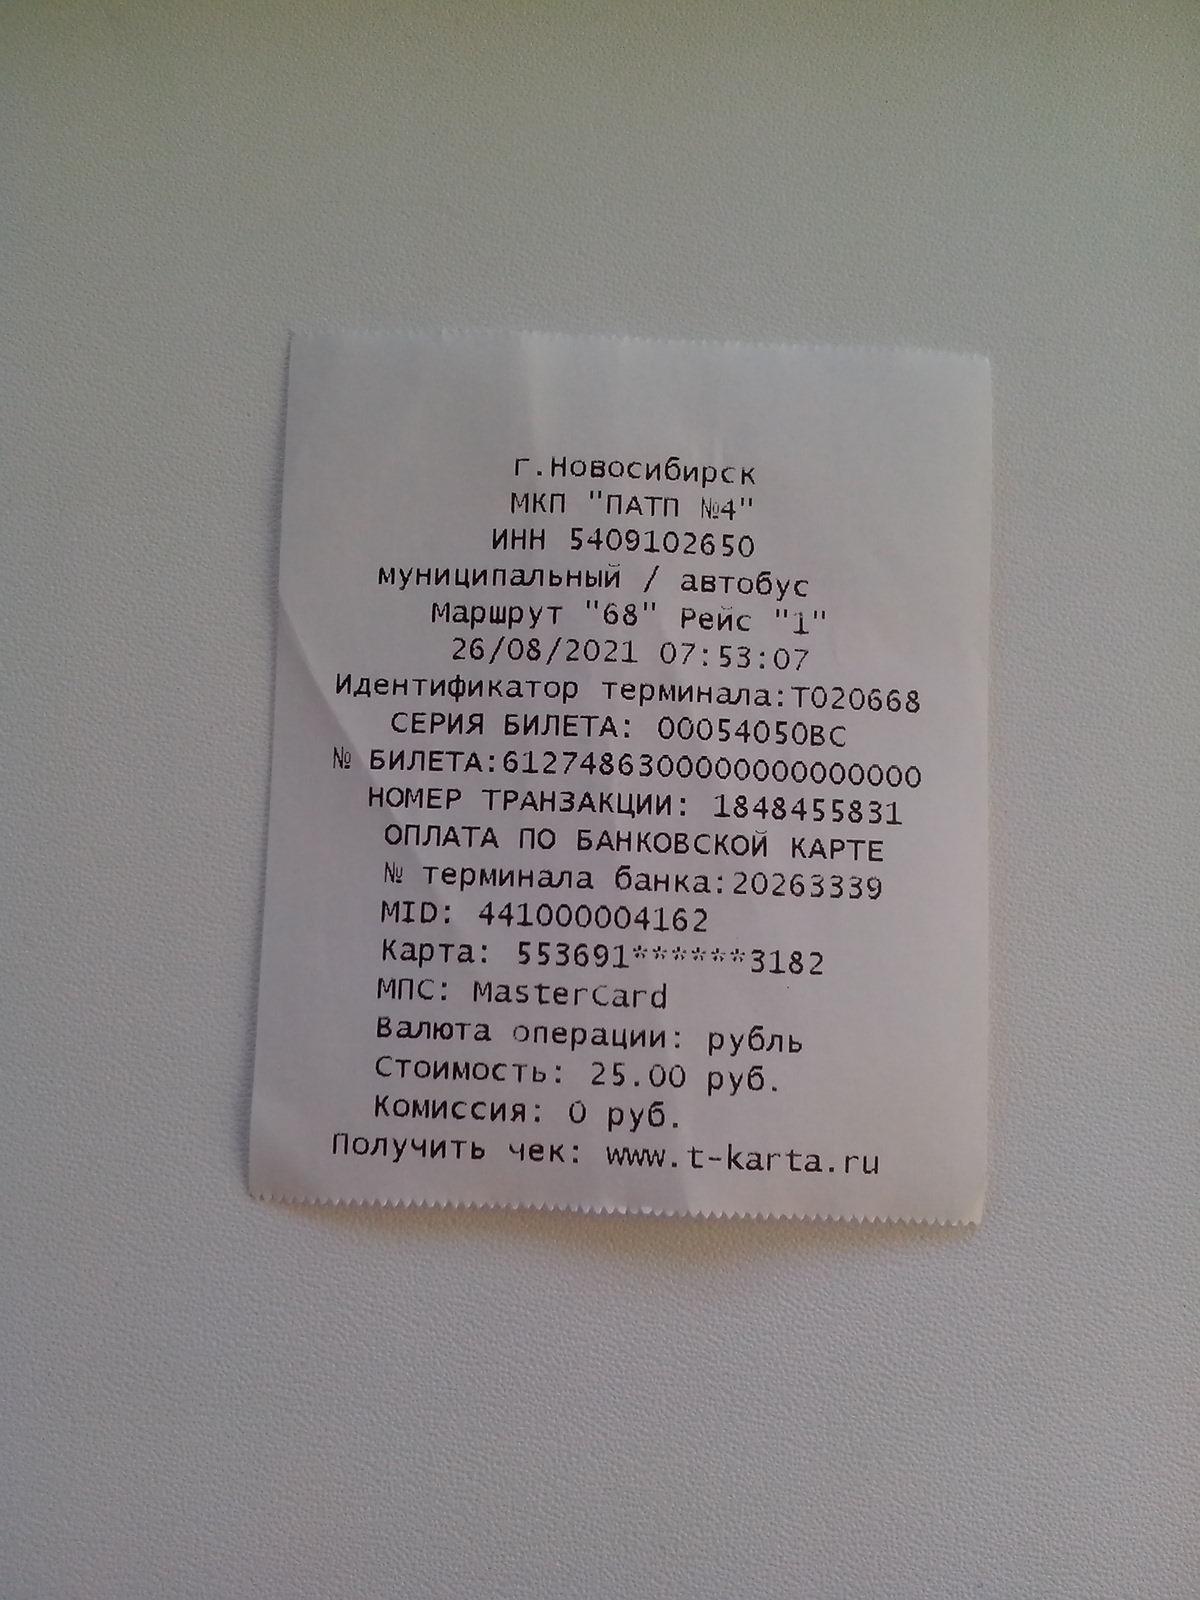 г.Новосибирск
МКП "ПАТП №4"
ИНН 5409102650
муниципальный / автобус
Маршрут "68" Рейс "1"
26/08/2021 07:53:07
Идентификатор терминала:T020668
СЕРИЯ БИЛЕТА: 00054050BC
№ БИЛЕТА:6127486300000000000000
НОМЕР ТРАНЗАКЦИИ: 1848455831
ОПЛАТА ПО БАНКОВСКОЙ КАРТЕ
№ терминала банка:20263339
MID: 441000004162
Карта: 553691******3182
МПС: MasterCard
Валюта операции: рубль
Стоимость: 25.00 руб.
Комиссия: 0 руб.
Получить чек: www.t-karta.ru